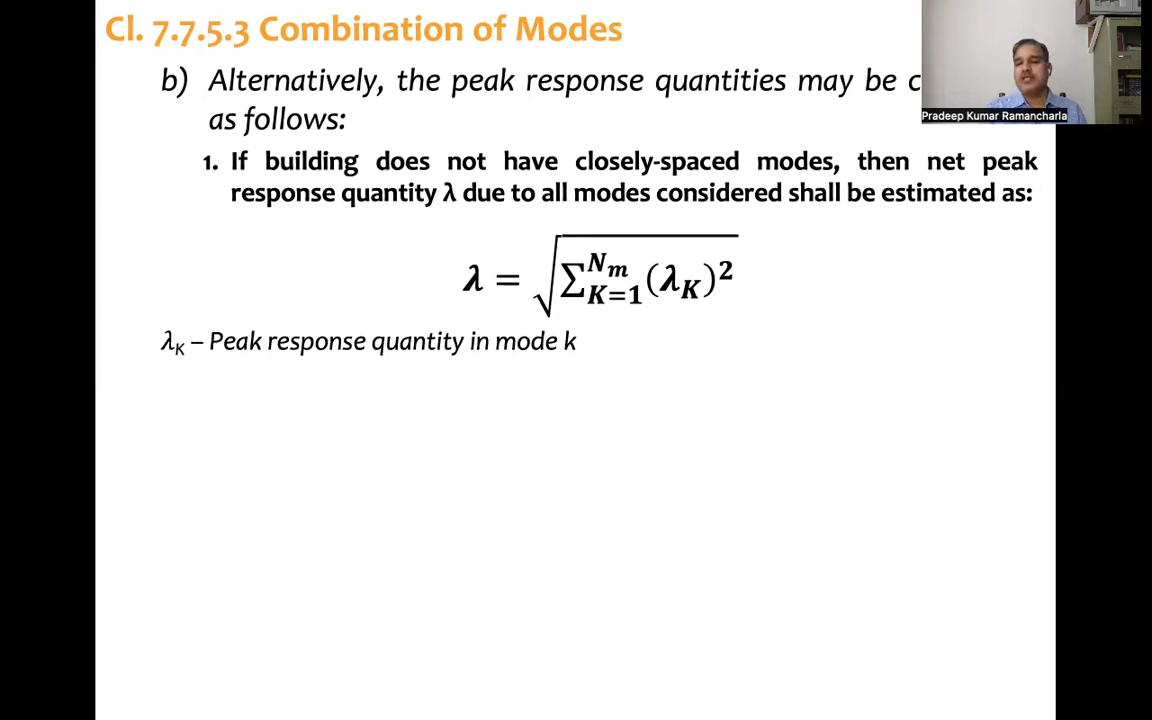 Cl. 7.7.5.3 Combination of Modes
b) Alternatively, the peak response quantities may be
as follows:
Pradeep Kumar Ramancharla
1. If building does not have closely-spaced modes, then net peak
response quantity λ due to all modes considered shall be estimated as:
λ = √∑_{K=1}^{N_m}(λ_K)²
λ_K – Peak response quantity in mode k